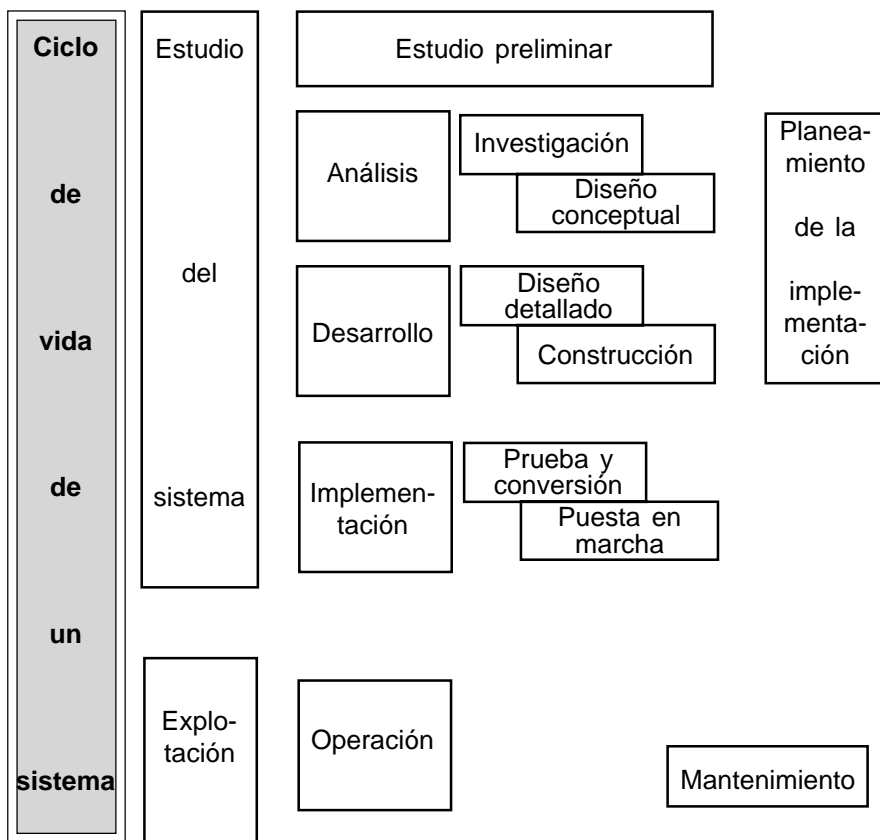 Ciclo
de
vida
de
un
sistema
Estudio
del
sistema
Explo-
tación
Estudio preliminar
Análisis
Investigación
Diseño
conceptual
Desarrollo
Diseño
detallado
Construcción
Implemen-
tación
Prueba y
conversión
Puesta en
marcha
Operación
Planea-
miento
de la
imple-
menta-
ción
Mantenimiento